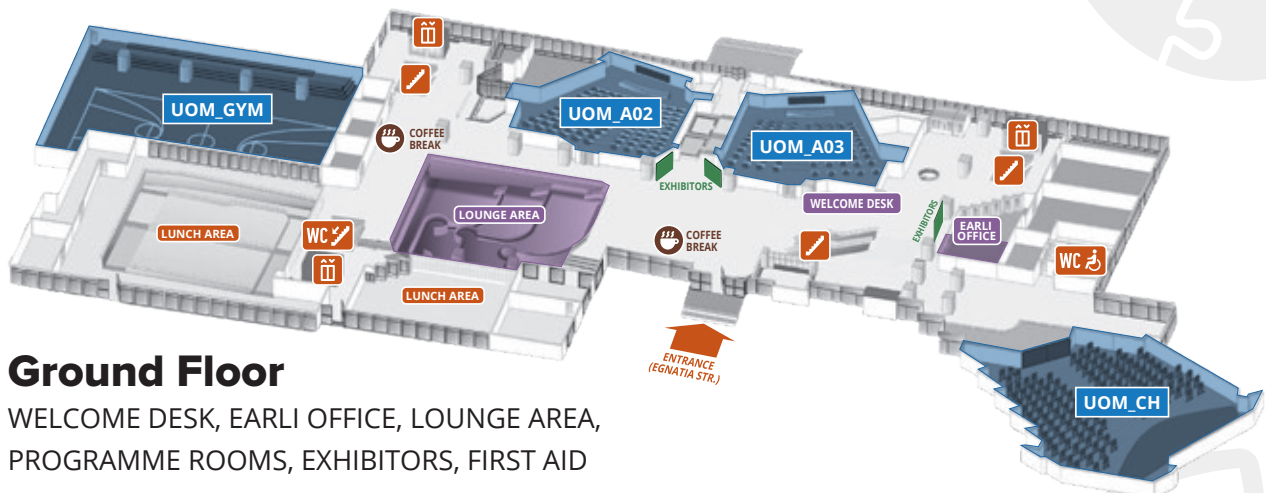 UOM_GYM
UOM_A02
UOM_A03
COFFEE
BREAK
EXHIBITORS
WELCOME DESK
EXHIBITORS
EARLI
OFFICE
LOUNGE AREA
LUNCH AREA
WC
COFFEE
BREAK
WC
LUNCH AREA
ENTRANCE
(EGNATIA STR.)
UOM_CH
Ground Floor
WELCOME DESK, EARLI OFFICE, LOUNGE AREA,
PROGRAMME ROOMS, EXHIBITORS, FIRST AID